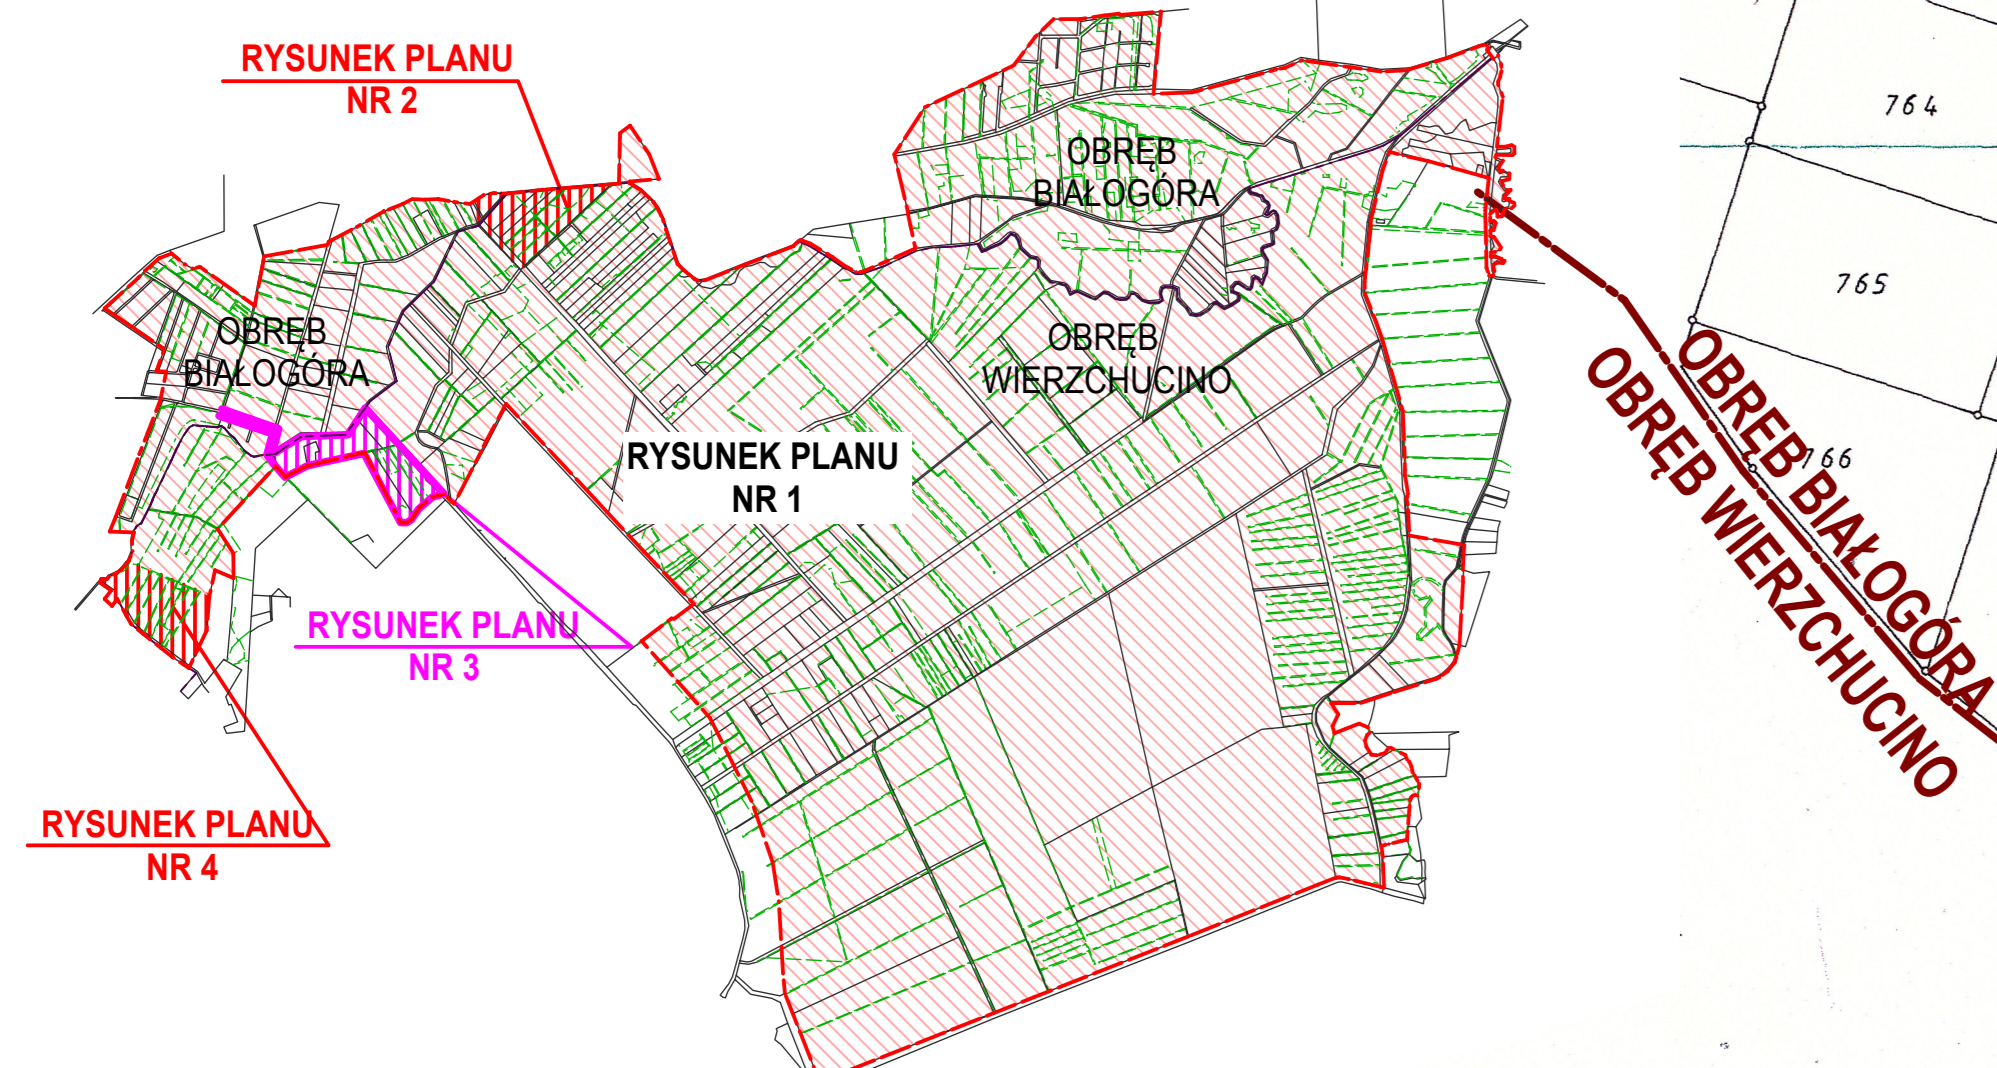 RYSUNEK PLANU
NR 2
OBRĘB
BIAŁOGÓRA
764
765
OBRĘB
BIAŁOGÓRA
OBRĘB
WIERZCHUCINO
RYSUNEK PLANU
NR 1
766
OBRĘB BIAŁOGÓRA
OBRĘB WIERZCHUCINO
RYSUNEK PLANU
NR 3
RYSUNEK PLANU
NR 4